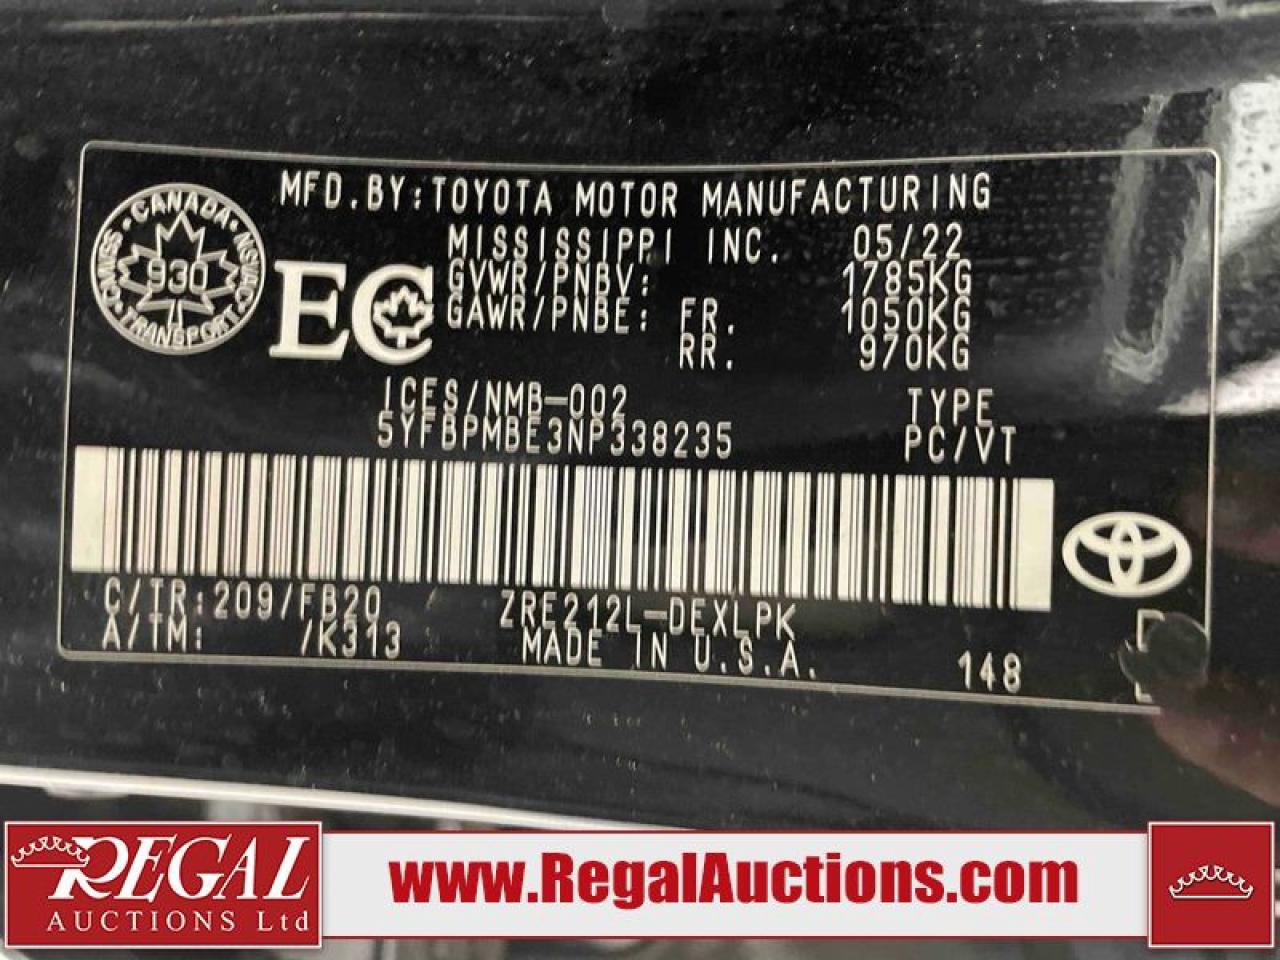 CANADA
CMVSS
930
NSVAC
TRANSPORT
EC
MFD.BY:TOYOTA MOTOR MANUFACTURING
MISSISSIPPI INC. 05/22
GVWR/PNBV: 1785KG
GAWR/PNBE: FR. 1050KG
RR. 970KG
ICES/NMB-002 TYPE
5YFBPMBE3NP338235 PC/VT
C/TR:209/FB20 ZRE212L-DEXLPK
A/TM: /K313 MADE IN U.S.A. 148
REGAL
AUCTIONS Ltd
www.RegalAuctions.com